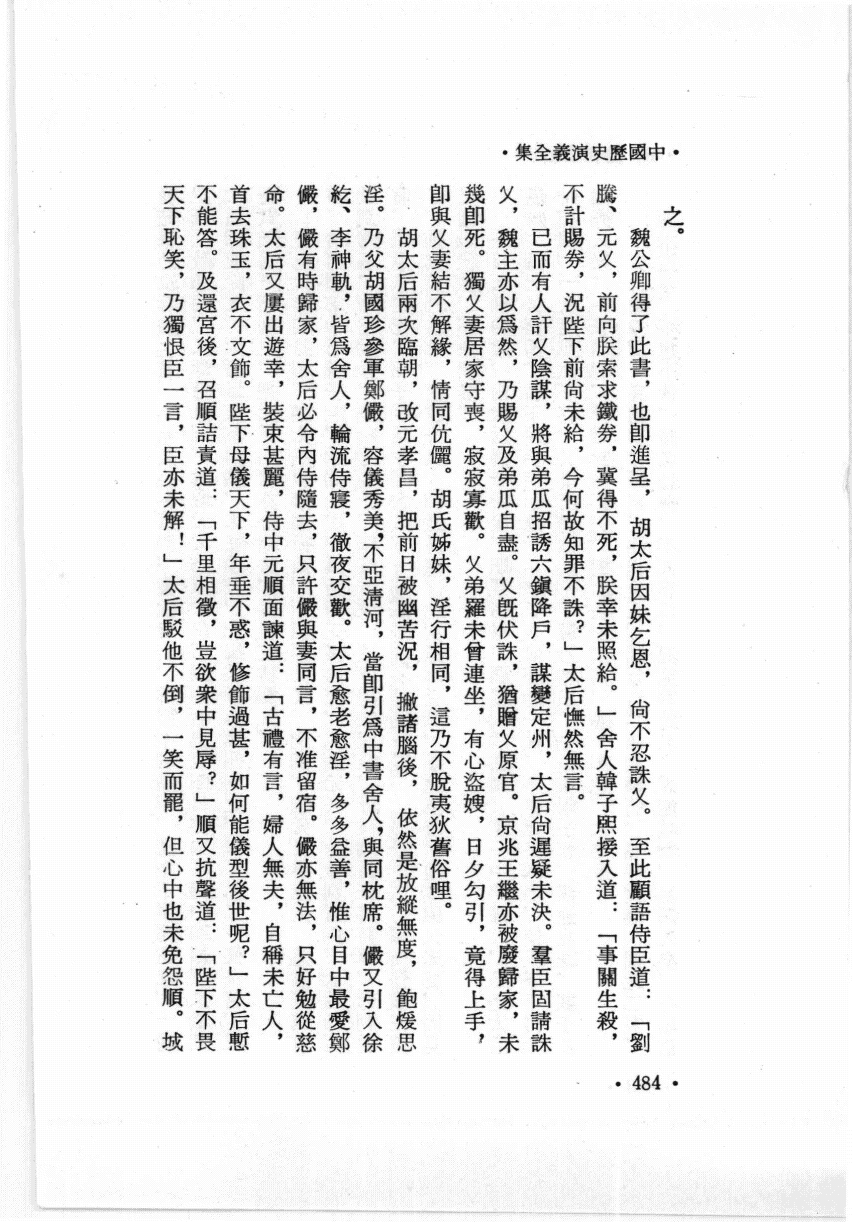 •中國歷史演義全集•
之。
魏公卿得了此書，也卽進呈，胡太后因妹乞恩，尙不忍誅乂。至此顧語侍臣道：「劉
騰、元乂，前向朕索求鐵券，冀得不死，朕幸未照給。」舍人韓子熙接入道：「事關生殺，
不計賜券，況陛下前尙未給，今何故知罪不誅？」太后憮然無言。
已而有人訐乂陰謀，將與弟瓜招誘六鎭降戶，謀變定州，太后尙遲疑未決。羣臣固請誅
乂，魏主亦以爲然，乃賜乂及弟瓜自盡。乂旣伏誅，猶贈乂原官。京兆王繼亦被廢歸家，未
幾卽死。獨乂妻居家守喪，寂寂寡歡。乂弟羅未曾連坐，有心盜嫂，日夕勾引，竟得上手，
卽與乂妻結不解緣，情同伉儷。胡氏姊妹，淫行相同，這乃不脫夷狄舊俗哩。
胡太后兩次臨朝，改元孝昌，把前日被幽苦況，撇諸腦後，依然是放縱無度，飽煖思
淫。乃父胡國珍參軍鄭儼，容儀秀美，不亞淸河，當卽引爲中書舍人，與同枕席。儼又引入徐
紇、李神軌，皆爲舍人，輪流侍寢，徹夜交歡。太后愈老愈淫，多多益善，惟心目中最愛鄭
儼，儼有時歸家，太后必令內侍隨去，只許儼與妻同言，不准留宿。儼亦無法，只好勉從慈
命。太后又屢出遊幸，裝束甚麗，侍中元順面諫道：「古禮有言，婦人無夫，自稱未亡人，
首去珠玉，衣不文飾。陛下母儀天下，年垂不惑，修飾過甚，如何能儀型後世呢？」太后慙
不能答。及還宮後，召順詰責道：「千里相徵，豈欲衆中見辱？」順又抗聲道：「陛下不畏
天下恥笑，乃獨恨臣一言，臣亦未解！」太后駁他不倒，一笑而罷，但心中也未免怨順。城
•484•